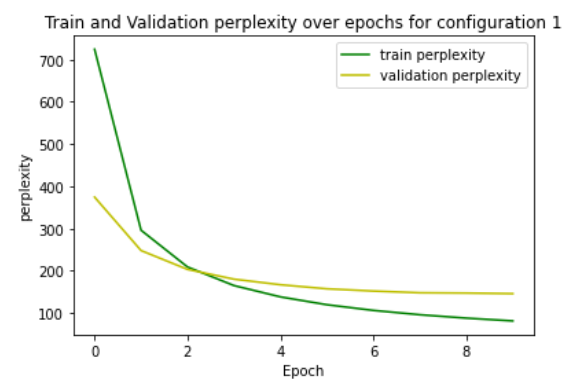 Train and Validation perplexity over epochs for configuration 1
train perplexity
validation perplexity
700
600
500
400
300
200
100
perplexity
0 2 4 6 8
Epoch